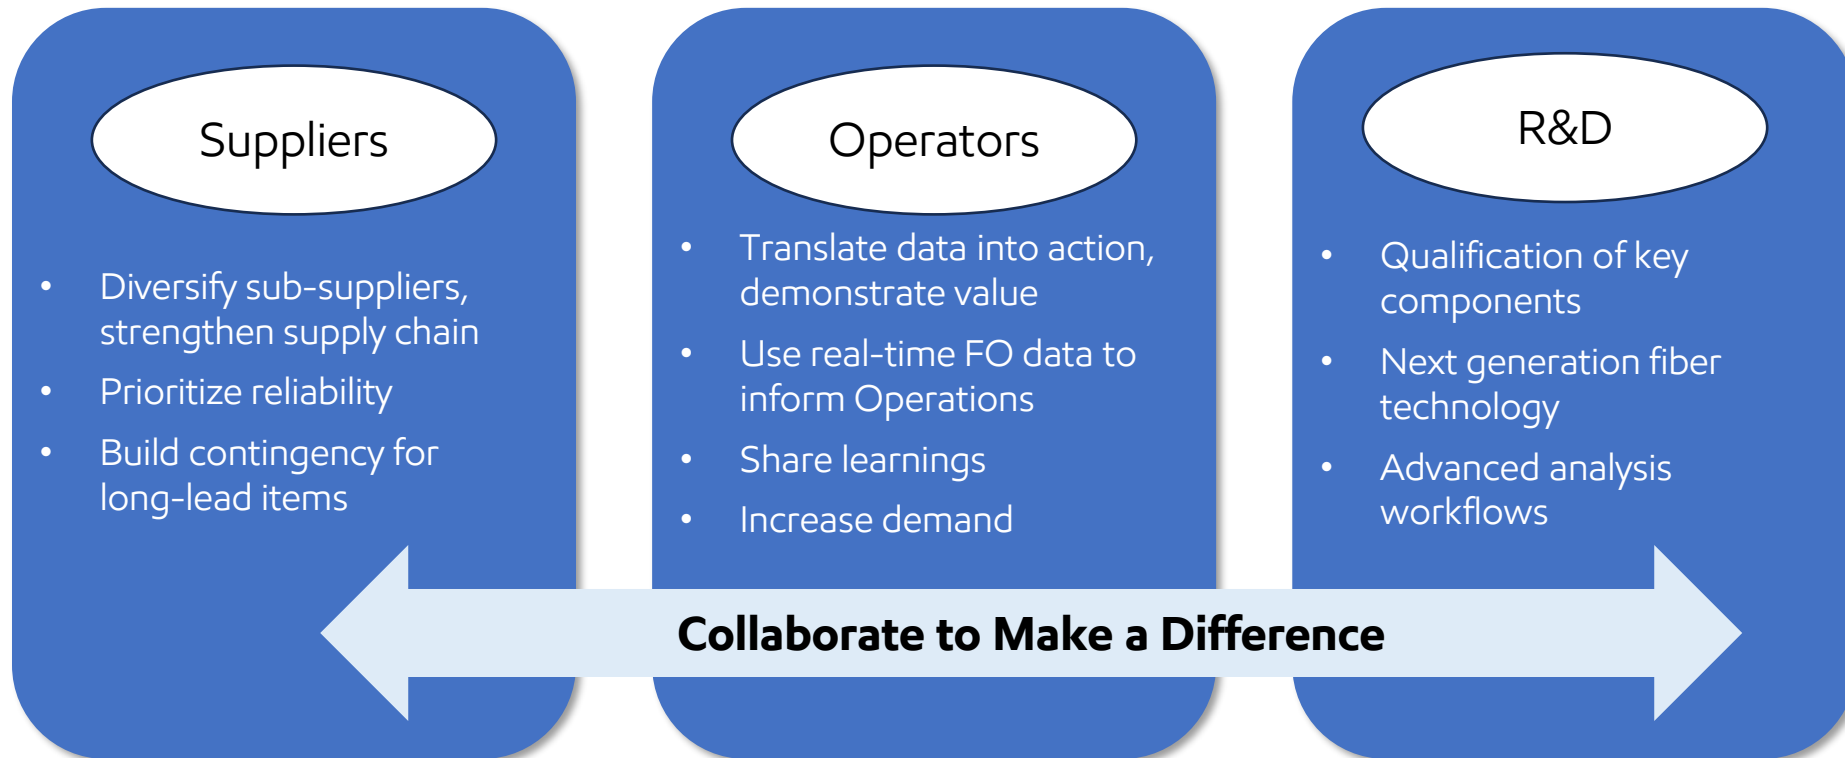 Suppliers
• Diversify sub-suppliers,
strengthen supply chain
• Prioritize reliability
• Build contingency for
long-lead items
Operators
• Translate data into action,
demonstrate value
• Use real-time FO data to
inform Operations
• Share learnings
• Increase demand
R&D
• Qualification of key
components
• Next generation fiber
technology
• Advanced analysis
workflows
Collaborate to Make a Difference